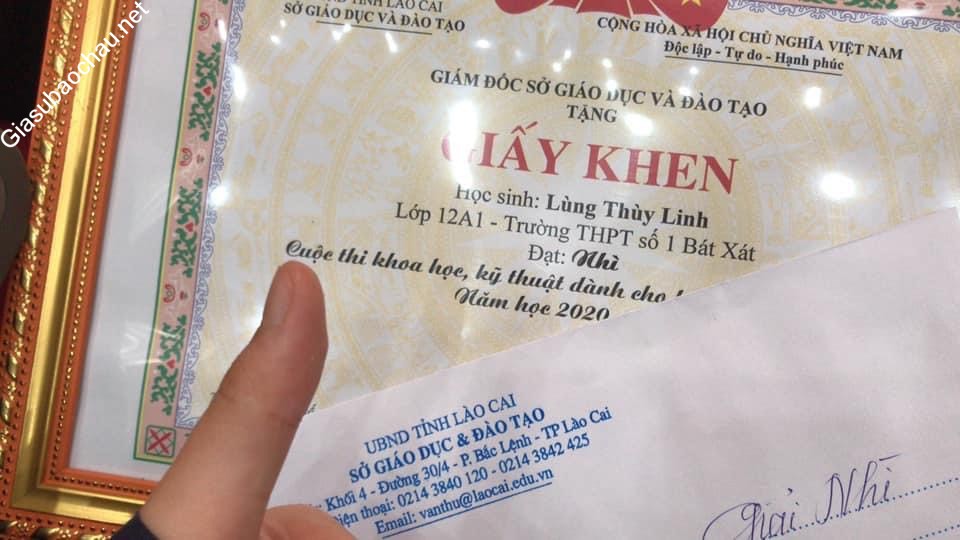 Giasubaochau.net
UBND TỈNH LÀO CAI
SỞ GIÁO DỤC VÀ ĐÀO TẠO
CỘNG HÒA XÃ HỘI CHỦ NGHĨA VIỆT NAM
Độc lập - Tự do - Hạnh phúc
GIÁM ĐỐC SỞ GIÁO DỤC VÀ ĐÀO TẠO
TẶNG
GIẤY KHEN
Học sinh: Lùng Thùy Linh
Lớp 12A1 - Trường THPT số 1 Bát Xát
Đạt: Nhì
Cuộc thi khoa học, kỹ thuật dành cho
Năm học 2020
UBND TỈNH LÀO CAI
SỞ GIÁO DỤC & ĐÀO TẠO
Khối 4 - Đường 30/4 - P. Bắc Lệnh - TP Lào Cai
Điện thoại: 0214 3840 120 - 0214 3842 425
Email: vanthu@laocai.edu.vn
Giải Nhì